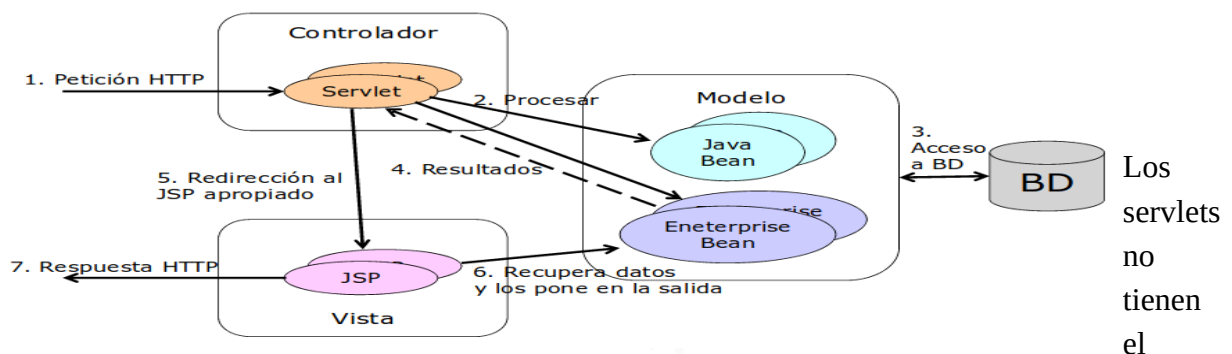 Controlador
1. Petición HTTP
Servlet
2. Procesar
Modelo
Java
Bean
3.
Acceso
a BD
BD
4. Resultados
5. Redirección al
JSP apropiado
Eneterprise
Bean
7. Respuesta HTTP
JSP
6. Recupera datos
y los pone en la salida
Vista
Los
servlets
no
tienen
el